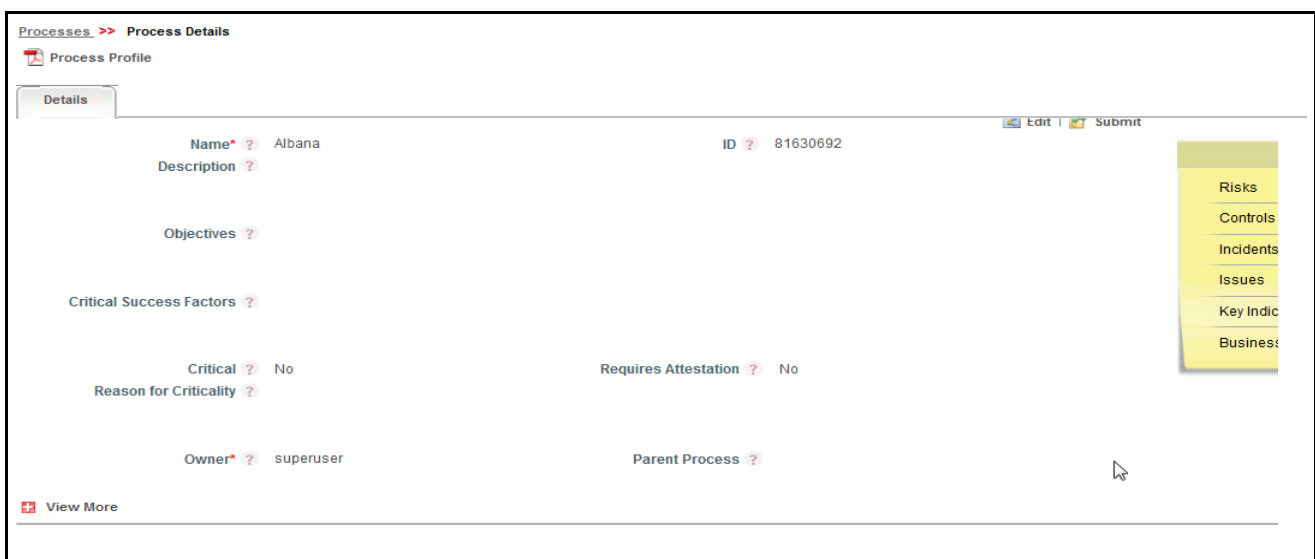 Processes >> Process Details
Process Profile
Details
Edit | Submit
Name* ? Albana ID ? 81630692
Description ?
Risks
Controls
Objectives ?
Incidents
Issues
Critical Success Factors ?
Key Indic
Business
Critical ? No Requires Attestation ? No
Reason for Criticality ?
Owner* ? superuser Parent Process ?
View More